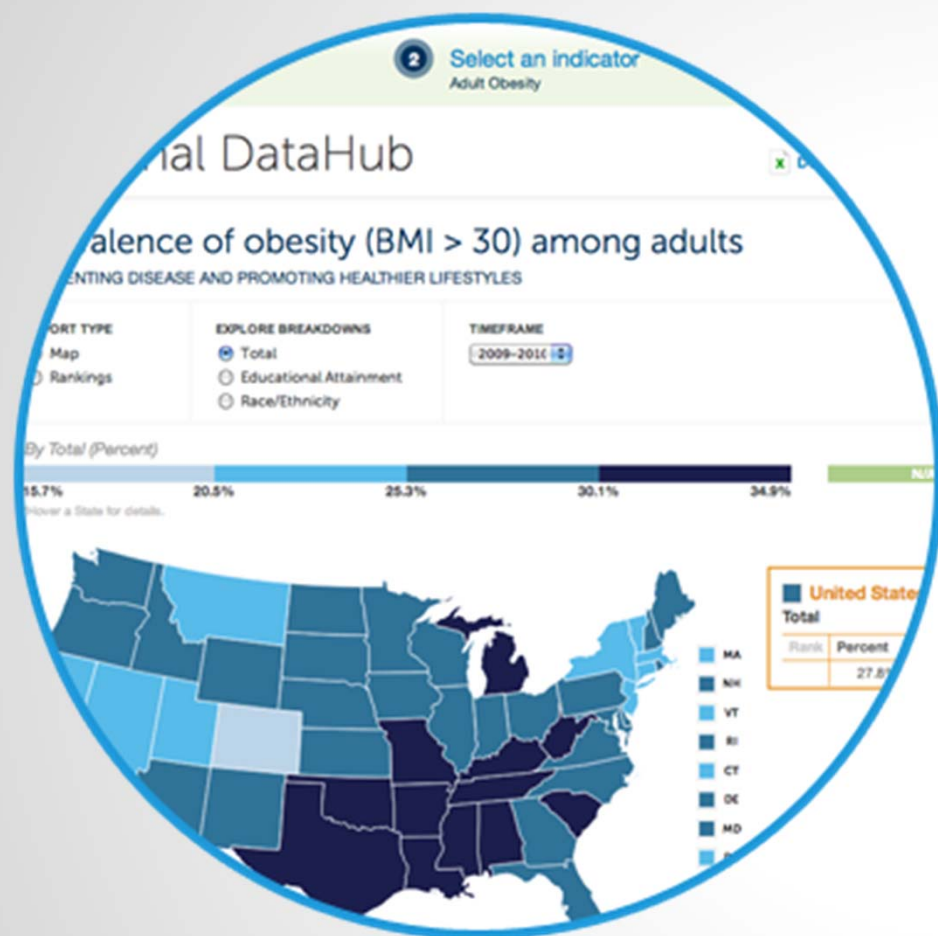 2 Select an indicator
Adult Obesity
nal DataHub
valence of obesity (BMI > 30) among adults
ENTING DISEASE AND PROMOTING HEALTHIER LIFESTYLES
ORT TYPE
Map
Rankings
EXPLORE BREAKDOWNS
Total
Educational Attainment
Race/Ethnicity
TIMEFRAME
2009-2010
By Total (Percent)
15.7% 20.5% 25.3% 30.1% 34.9% N/A
Hover a State for details.
United State
Total
Rank Percent
27.8
MA
NH
VT
RI
CT
DE
MD